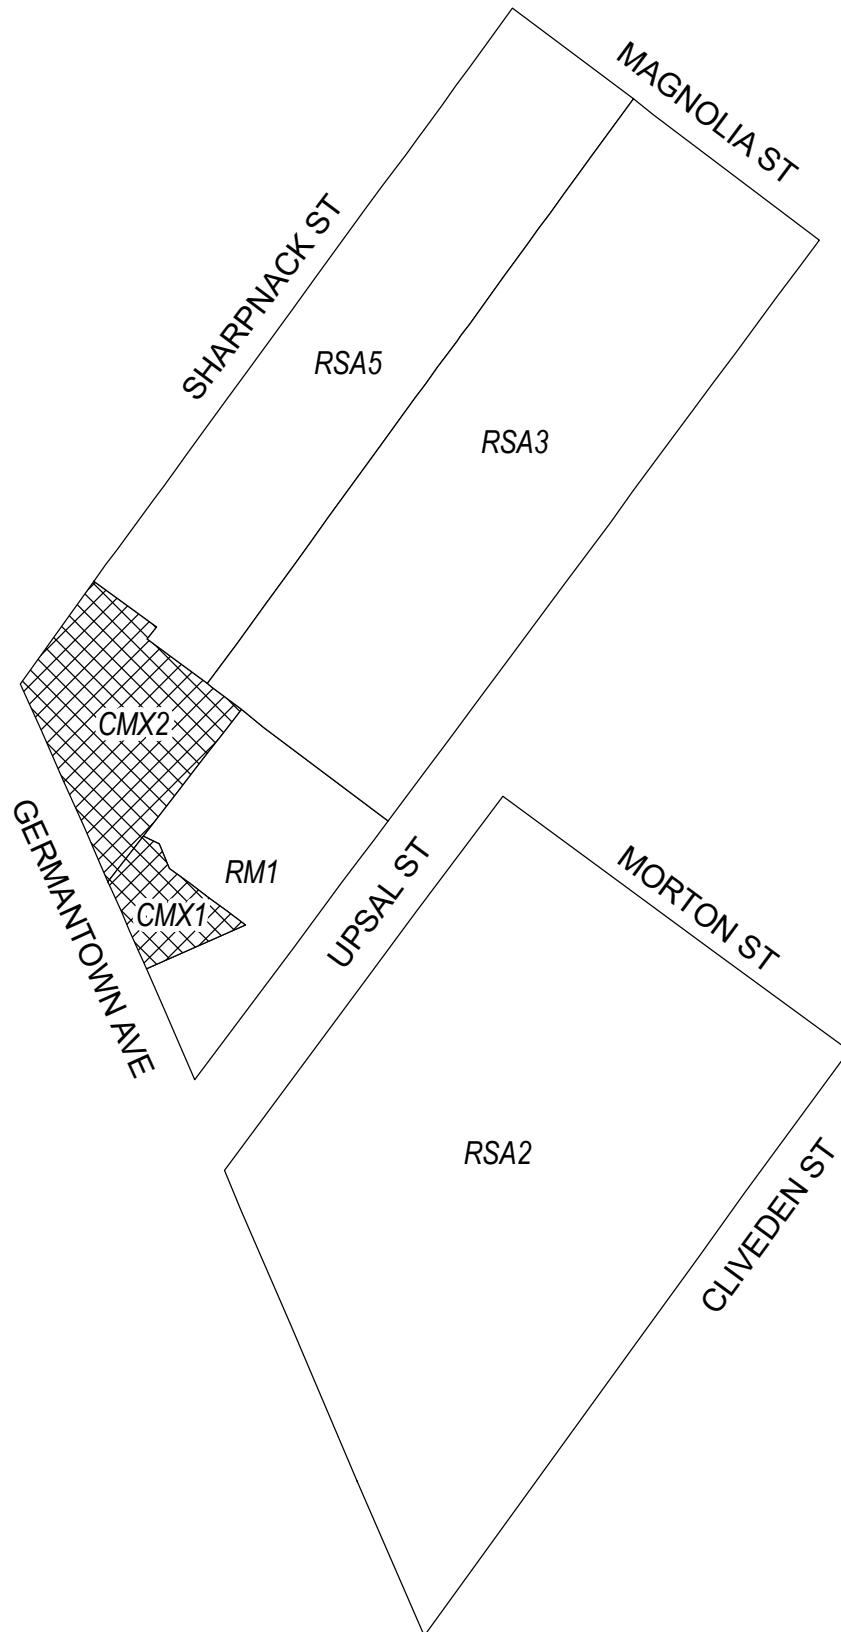 MAGNOLIA ST
SHARPNACK ST
RSA5
RSA3
CMX2
GERMANTOWN AVE
RM1
CMX1
UPSAL ST
MORTON ST
RSA2
CLIVEDEN ST